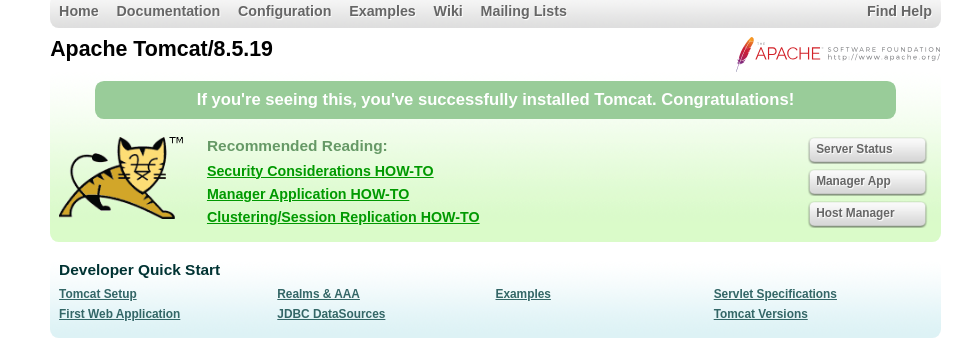 Home Documentation Configuration Examples Wiki Mailing Lists Find Help
Apache Tomcat/8.5.19
THE APACHE SOFTWARE FOUNDATION
http://www.apache.org/
If you're seeing this, you've successfully installed Tomcat. Congratulations!
TM
Recommended Reading:
Security Considerations HOW-TO
Manager Application HOW-TO
Clustering/Session Replication HOW-TO
Server Status
Manager App
Host Manager
Developer Quick Start
Tomcat Setup Realms & AAA Examples Servlet Specifications
First Web Application JDBC DataSources Tomcat Versions